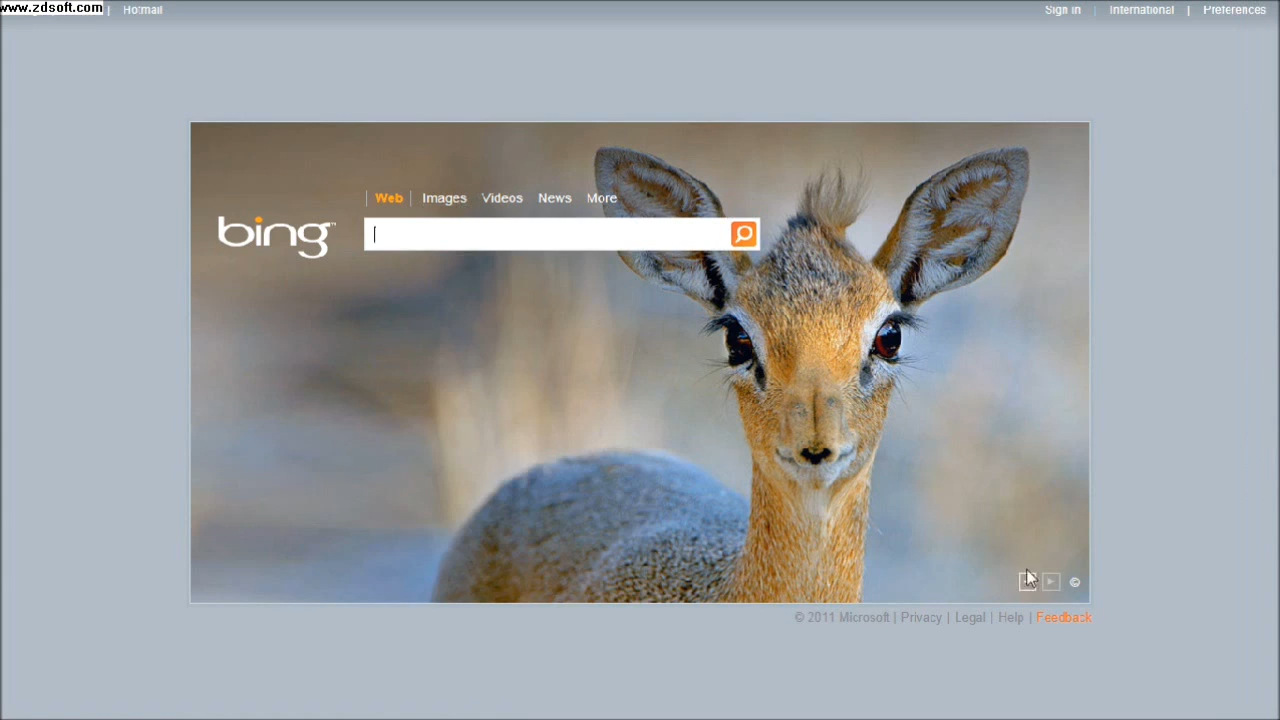 www.zdsoft.com | Hotmail
Sign in | International | Preferences
Web | Images Videos News More
bing™
©
© 2011 Microsoft | Privacy | Legal | Help | Feedback